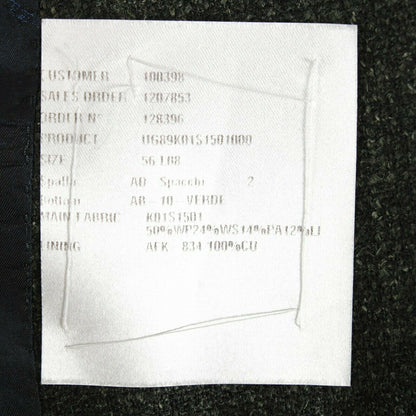 CUSTOMER 100398
SALES ORDER 1207853
ORDER N° 128396
PRODUCT UG89K01S1501000
SIZE 56 L08
Spalla AD - Spacchi 2
Bottoni AB - 10 - VERDE
MAIN FABRIC K01S1501
50%WP24%WS14%PA12%LI
LINING AFK - 834 100%CU